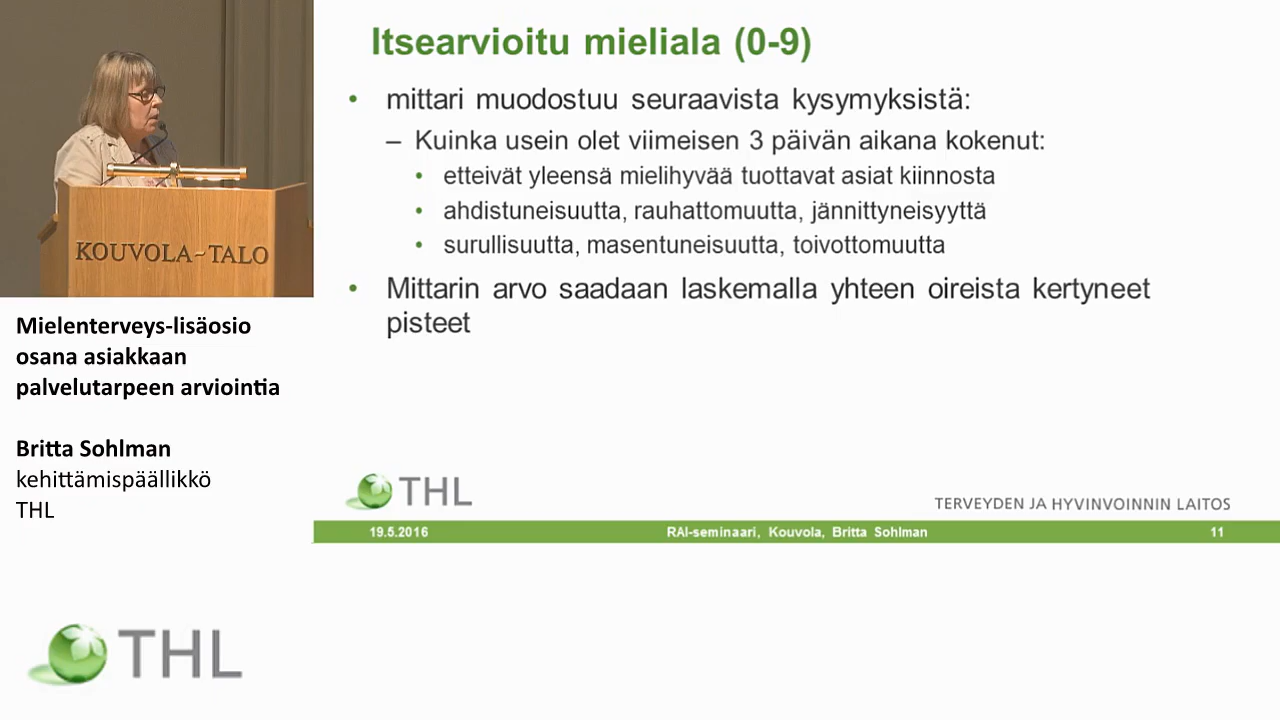 KOUVOLA-TALO
Mielenterveys-lisäosio
osana asiakkaan
palvelutarpeen arviointia
Britta Sohlman
kehittämispäällikkö
THL
Itsearvioitu mieliala (0-9)
• mittari muodostuu seuraavista kysymyksistä:
– Kuinka usein olet viimeisen 3 päivän aikana kokenut:
• etteivät yleensä mielihyvää tuottavat asiat kiinnosta
• ahdistuneisuutta, rauhattomuutta, jännittyneisyyttä
• surullisuutta, masentuneisuutta, toivottomuutta
• Mittarin arvo saadaan laskemalla yhteen oireista kertyneet
pisteet
THL
TERVEYDEN JA HYVINVOINNIN LAITOS
19.5.2016 RAI-seminaari, Kouvola, Britta Sohlman 11
THL